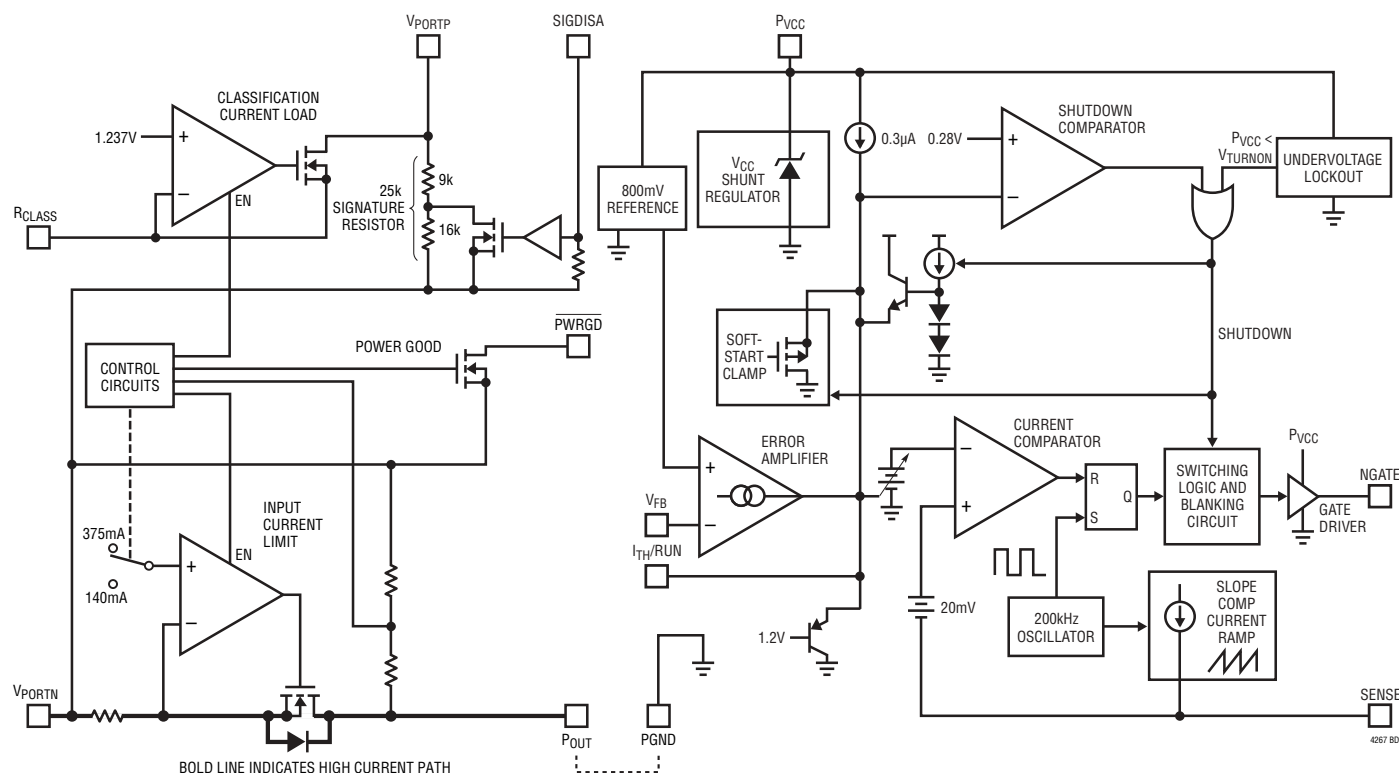 VPORTP
SIGDISA
PVCC
CLASSIFICATION
CURRENT LOAD
1.237V
+
–
EN
RCLASS
25k
SIGNATURE
RESISTOR
9k
16k
800mV
REFERENCE
VCC
SHUNT
REGULATOR
0.3µA
0.28V
+
–
SHUTDOWN
COMPARATOR
PVCC <
VTURNON
UNDERVOLTAGE
LOCKOUT
CONTROL
CIRCUITS
POWER GOOD
PWRGD
SOFT-
START
CLAMP
SHUTDOWN
375mA
140mA
INPUT
CURRENT
LIMIT
EN
+
–
ERROR
AMPLIFIER
+
–
VFB
ITH/RUN
CURRENT
COMPARATOR
–
+
R
S
Q
SWITCHING
LOGIC AND
BLANKING
CIRCUIT
PVCC
GATE
DRIVER
NGATE
20mV
200kHz
OSCILLATOR
SLOPE
COMP
CURRENT
RAMP
1.2V
VPORTN
POUT
PGND
SENSE
4267 BD
BOLD LINE INDICATES HIGH CURRENT PATH